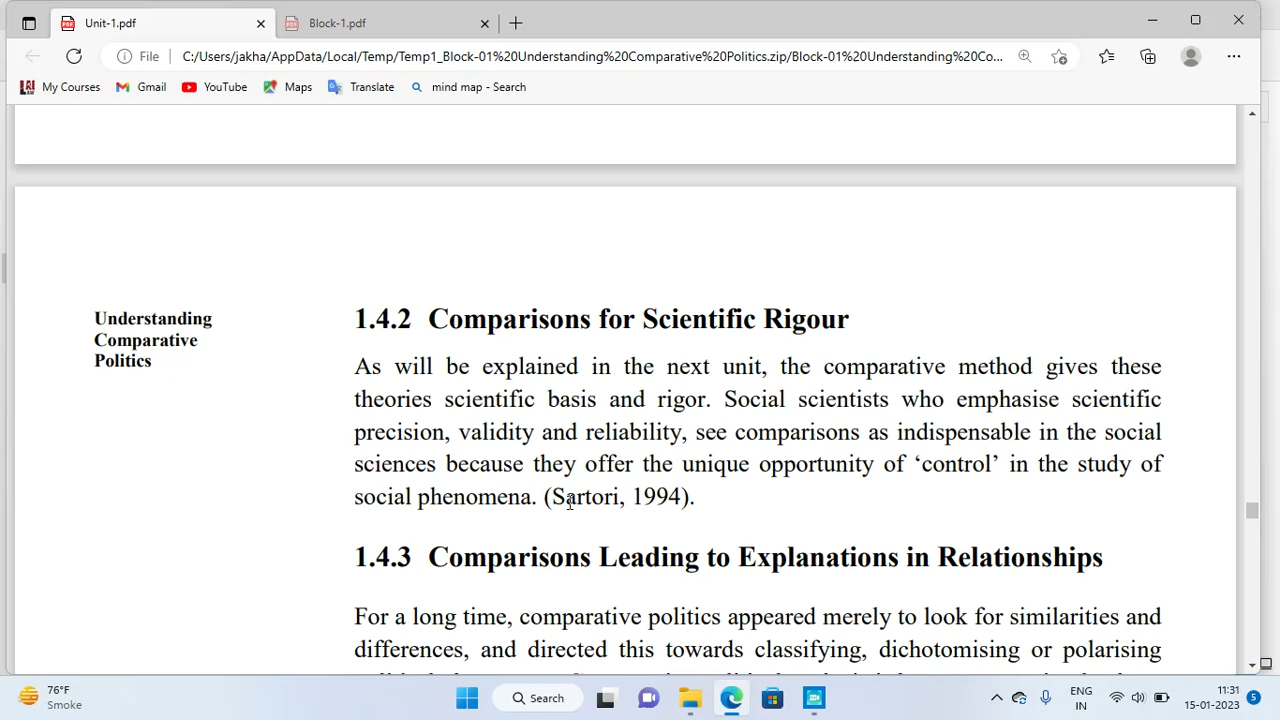 Unit-1.pdf
Block-1.pdf
File
C:/Users/jakha/AppData/Local/Temp/Temp1_Block-01%20Understanding%20Comparative%20Politics.zip/Block-01%20Understanding%20Co...
My Courses
Gmail
YouTube
Maps
Translate
mind map - Search
Understanding
Comparative
Politics
1.4.2 Comparisons for Scientific Rigour
As will be explained in the next unit, the comparative method gives these
theories scientific basis and rigor. Social scientists who emphasise scientific
precision, validity and reliability, see comparisons as indispensable in the social
sciences because they offer the unique opportunity of ‘control’ in the study of
social phenomena. (Sartori, 1994).
1.4.3 Comparisons Leading to Explanations in Relationships
For a long time, comparative politics appeared merely to look for similarities and
differences, and directed this towards classifying, dichotomising or polarising
76°F
Smoke
Search
ENG
IN
11:31
15-01-2023
5